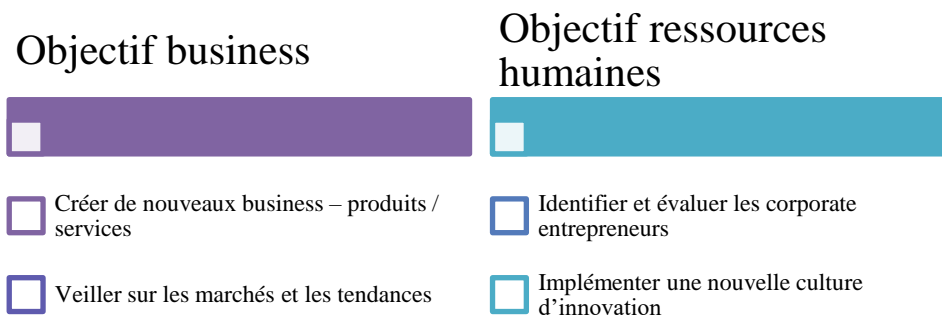 Objectif business
Créer de nouveaux business – produits /
services
Veiller sur les marchés et les tendances
Objectif ressources
humaines
Identifier et évaluer les corporate
entrepreneurs
Implémenter une nouvelle culture
d’innovation